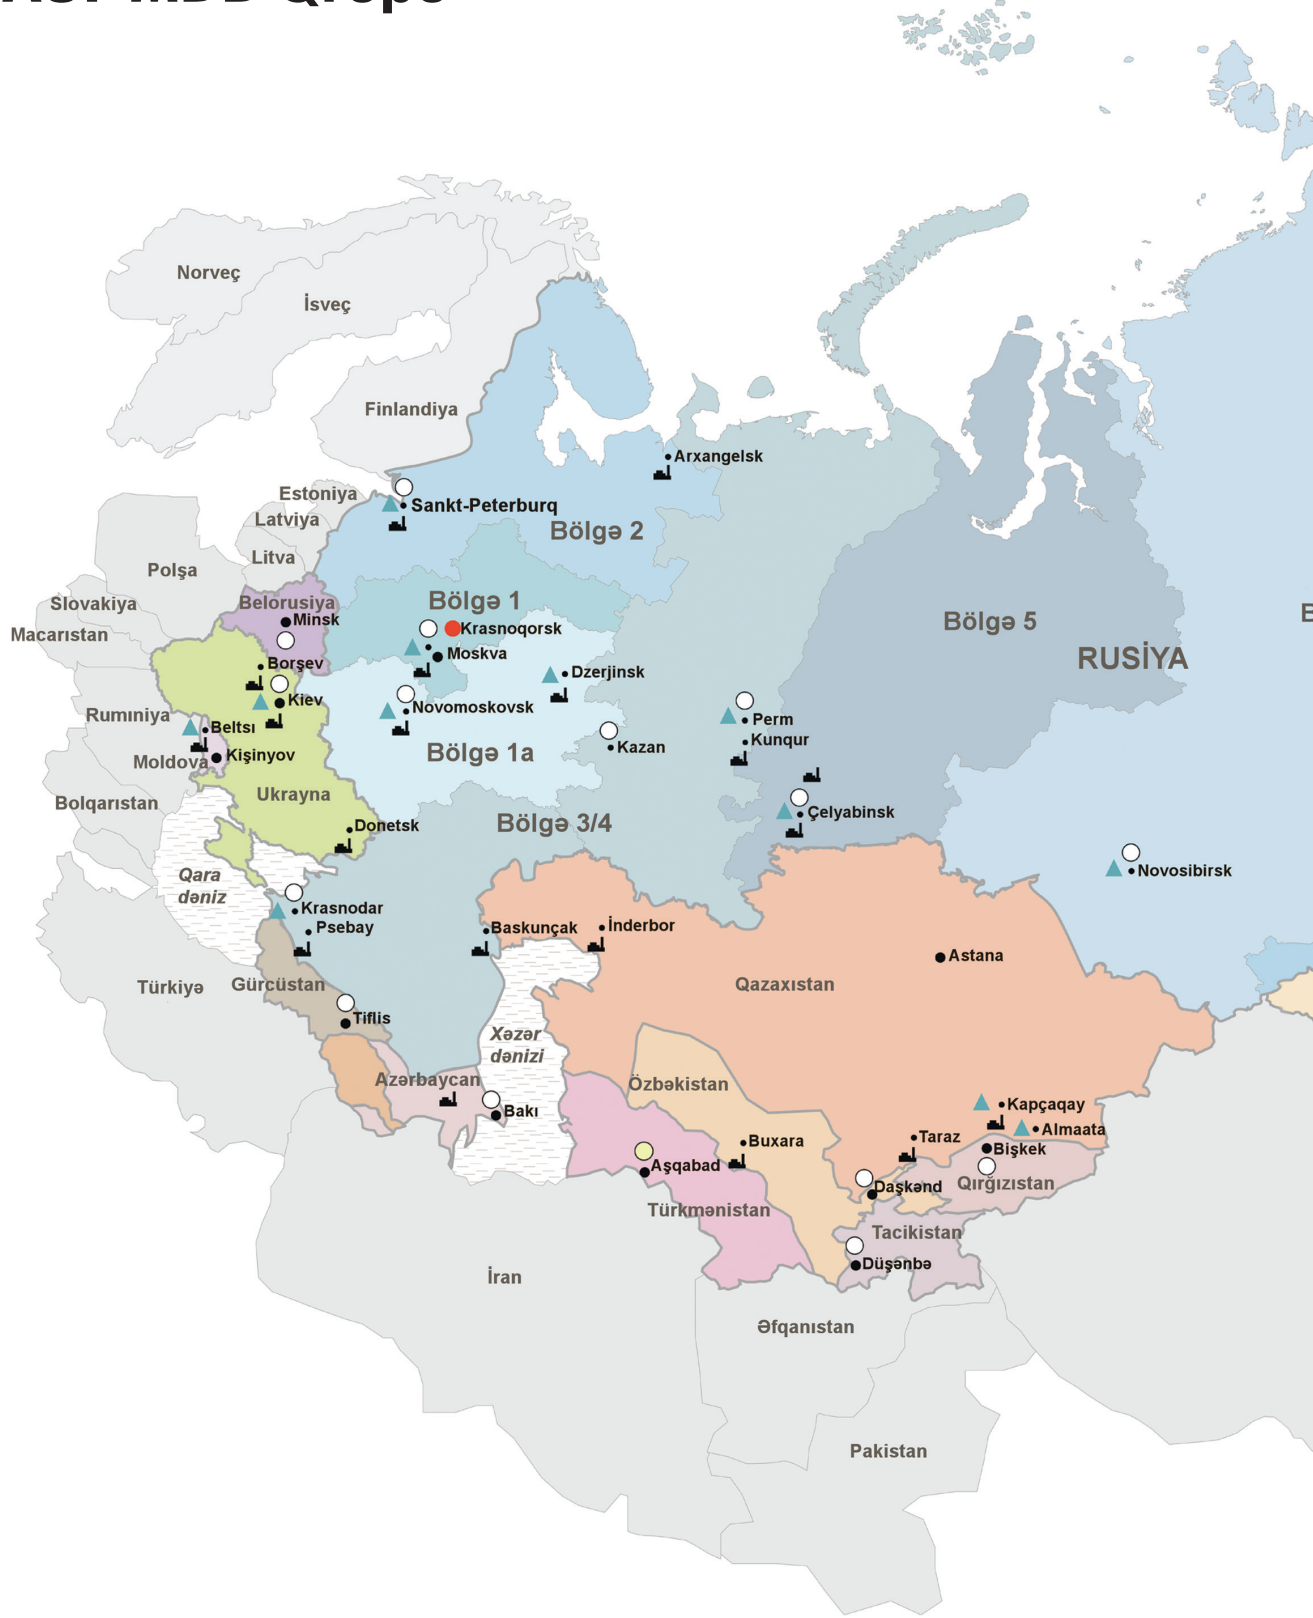 MDD Qrupu
Norveç
İsveç
Finlandiya
Arxangelsk
Estoniya
Sankt-Peterburq
Latviya
Bölgə 2
Litva
Polşa
Slovakiya
Belorusiya
Bölgə 1
B
Minsk
Bölgə 5
Macarıstan
Krasnoqorsk
Moskva
RUSİYA
Borşev
Dzerjinsk
Kiev
Novomoskovsk
Rumıniya
Perm
Beltsı
Kunqur
Kazan
Kişinyov
Bölgə 1a
Moldova
Ukrayna
Bolqarıstan
Çelyabinsk
Donetsk
Bölgə 3/4
Novosibirsk
Qara
dəniz
Krasnodar
Psebay
Baskunçak
İnderbor
Astana
Türkiyə
Gürcüstan
Qazaxıstan
Tiflis
Xəzər
dənizi
Azərbaycan
Özbəkistan
Bakı
Kapçaqay
Almaata
Taraz
Buxara
Bişkek
Aşqabad
Daşkənd
Qırğızıstan
Türkmənistan
Tacikistan
Düşənbə
İran
Əfqanıstan
Pakistan